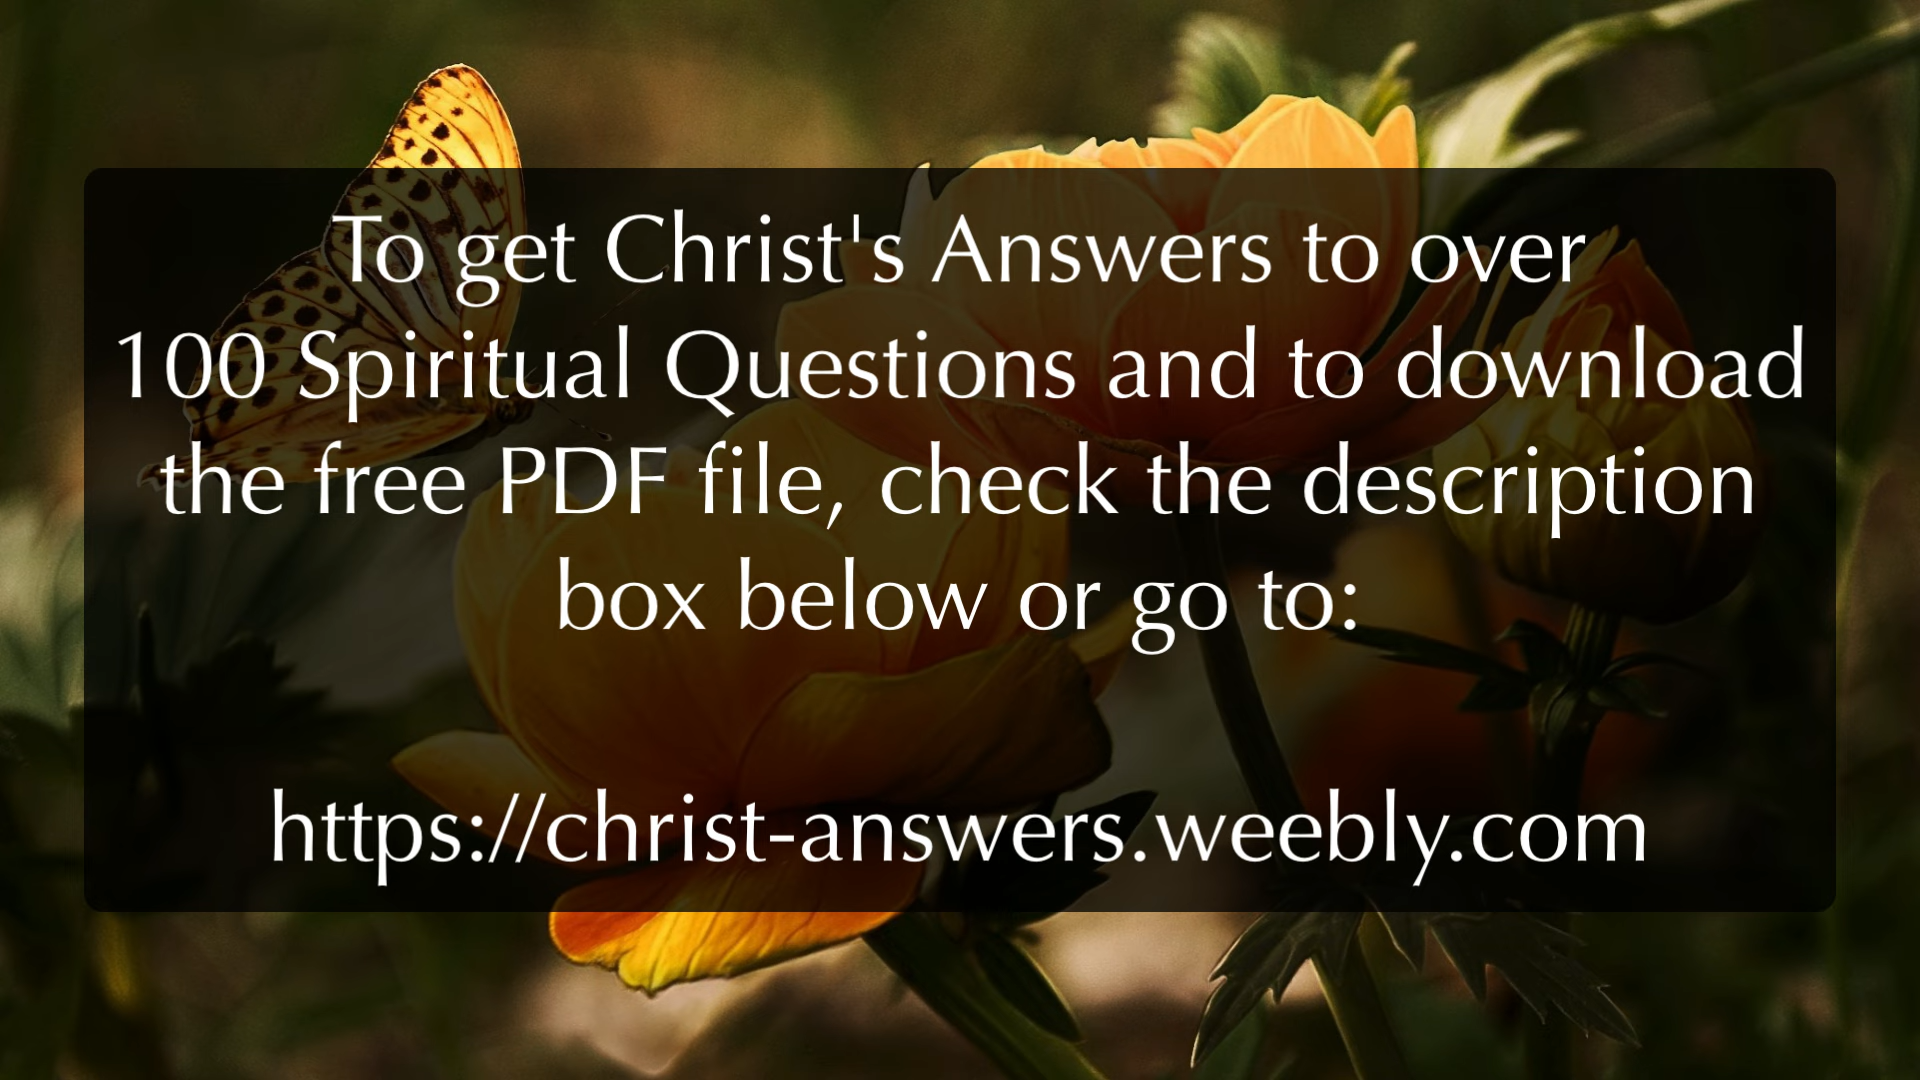 To get Christ's Answers to over
100 Spiritual Questions and to download
the free PDF file, check the description
box below or go to:
https://christ-answers.weebly.com